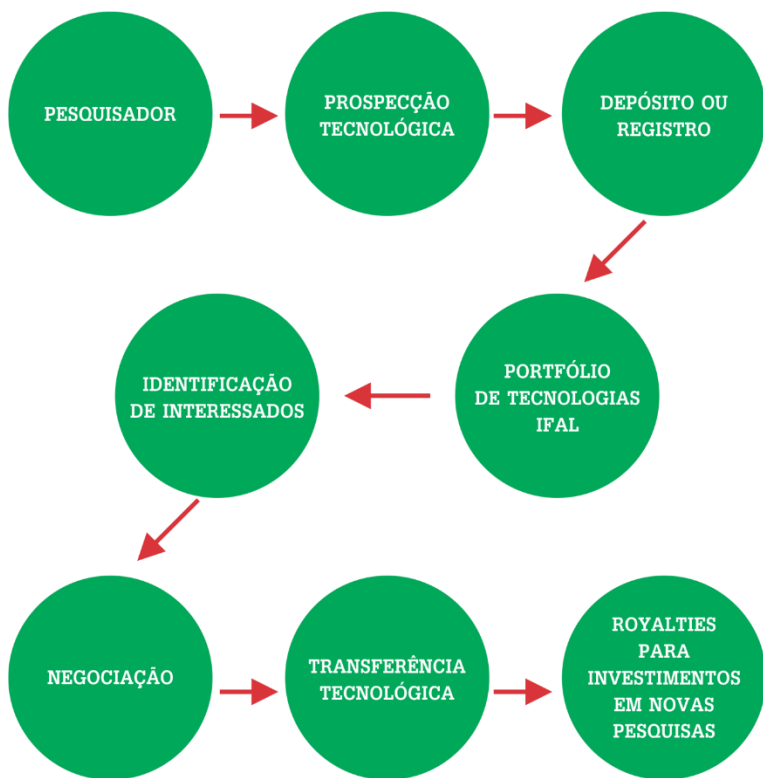 PESQUISADOR
PROSPECÇÃO
TECNOLÓGICA
DEPÓSITO OU
REGISTRO
PORTFÓLIO
DE TECNOLOGIAS
IFAL
IDENTIFICAÇÃO
DE INTERESSADOS
NEGOCIAÇÃO
TRANSFERÊNCIA
TECNOLÓGICA
ROYALTIES
PARA
INVESTIMENTOS
EM NOVAS
PESQUISAS